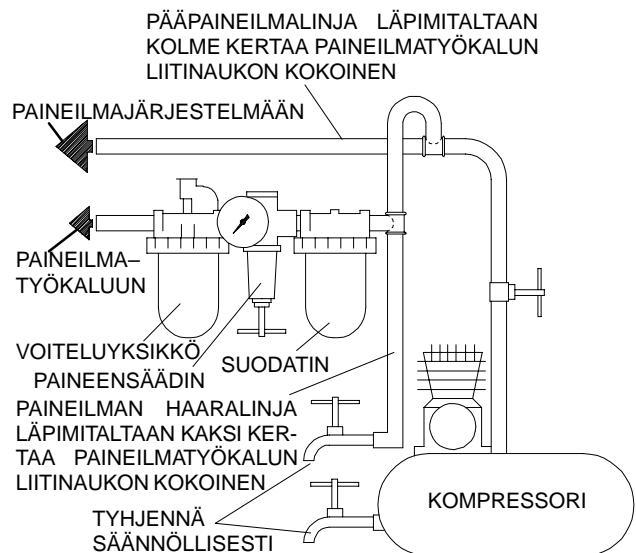 PÄÄPAINEILMALINJA LÄPIMITALTAAN
KOLME KERTAA PAINEILMATYÖKALUN
LIITINAUKON KOKOINEN
PAINEILMAJÄRJESTELMÄÄN
PAINEILMA–
TYÖKALUUN
VOITELUYKSIKKÖ
SUODATIN
PAINEENSÄÄDIN
PAINEILMAN HAARALINJA
LÄPIMITALTAAN KAKSI KER-
TAA PAINEILMATYÖKALUN
LIITINAUKON KOKOINEN
KOMPRESSORI
TYHJENNÄ
SÄÄNNÖLLISESTI